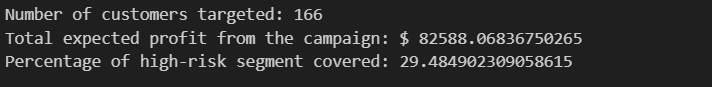 Number of customers targeted: 166
Total expected profit from the campaign: $ 82588.06836750265
Percentage of high-risk segment covered: 29.484902309058615